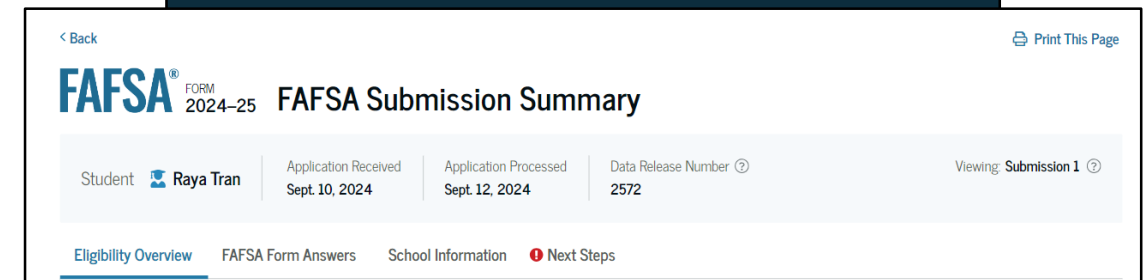 < Back
Print This Page
FAFSA® FORM 2024–25 FAFSA Submission Summary
Student Raya Tran
Application Received
Sept. 10, 2024
Application Processed
Sept. 12, 2024
Data Release Number ?
2572
Viewing: Submission 1 ?
Eligibility Overview FAFSA Form Answers School Information ! Next Steps